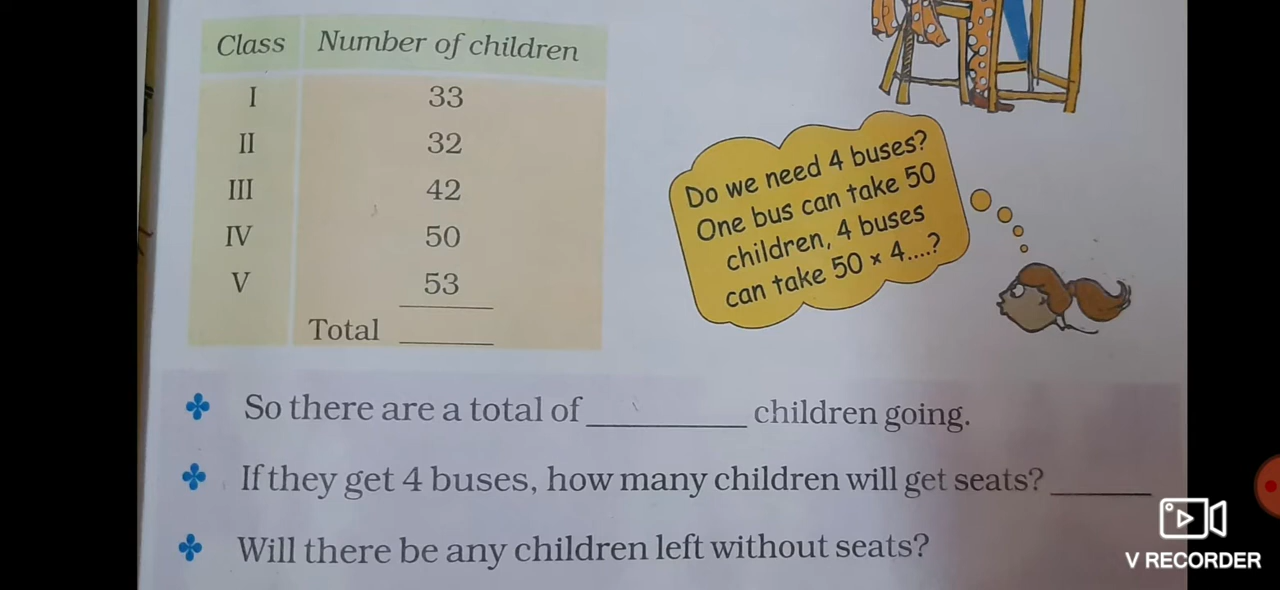 Class Number of children
I 33
II 32
III 42
IV 50
V 53
Total
Do we need 4 buses?
One bus can take 50
children, 4 buses
can take 50 × 4....?
So there are a total of________ children going.
If they get 4 buses, how many children will get seats?______
Will there be any children left without seats?
V RECORDER